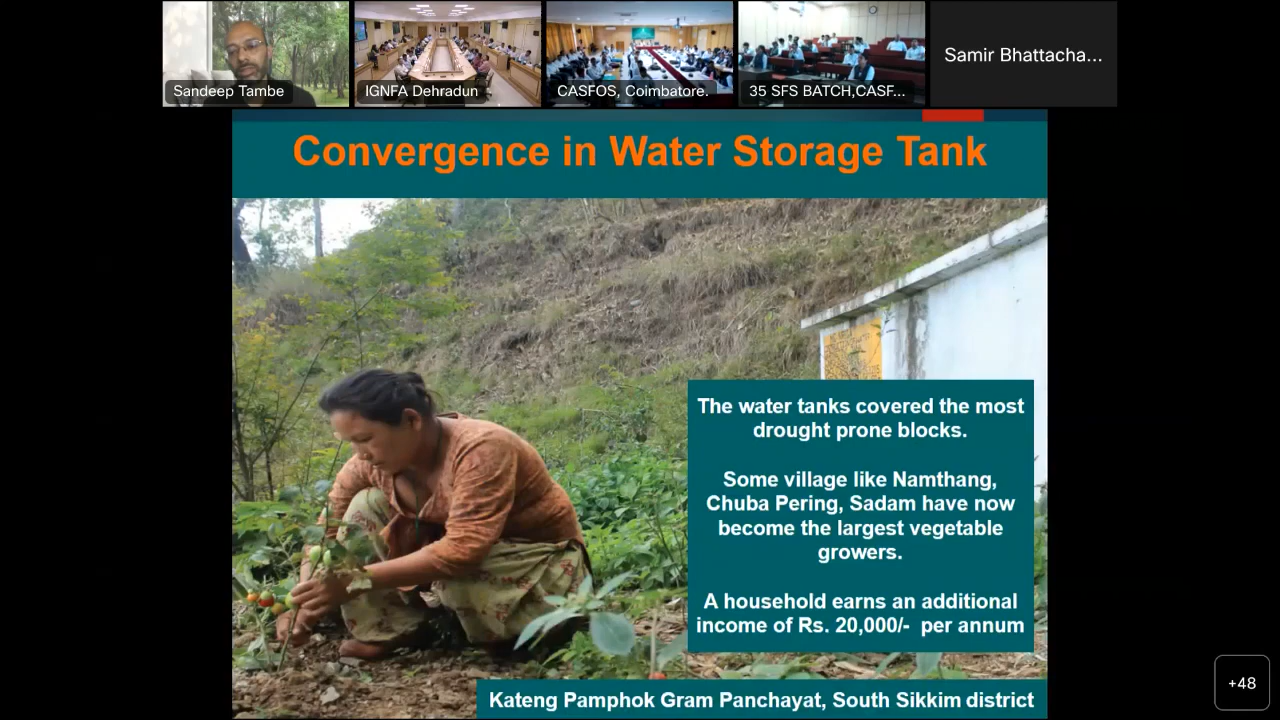 Sandeep Tambe
IGNFA Dehradun
CASFOS, Coimbatore.
35 SFS BATCH,CASF...
Samir Bhattacha...
Convergence in Water Storage Tank
The water tanks covered the most
drought prone blocks.
Some village like Namthang,
Chuba Pering, Sadam have now
become the largest vegetable
growers.
A household earns an additional
income of Rs. 20,000/- per annum
Kateng Pamphok Gram Panchayat, South Sikkim district
+48